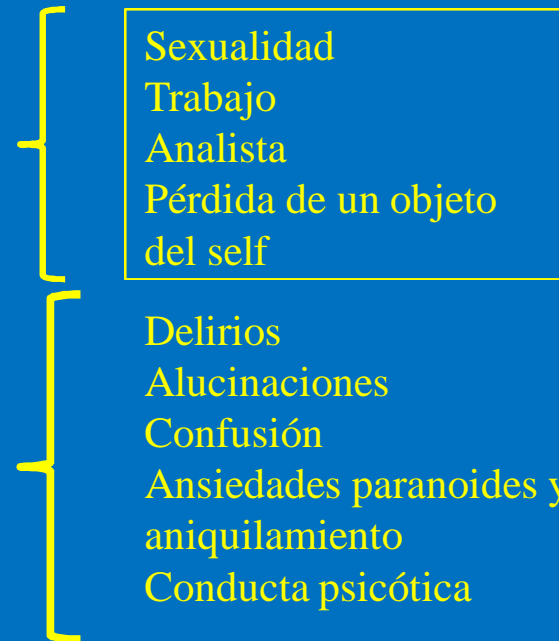 Sexualidad
Trabajo
Analista
Pérdida de un objeto
del self
Delirios
Alucinaciones
Confusión
Ansiedades paranoides y
aniquilamiento
Conducta psicótica